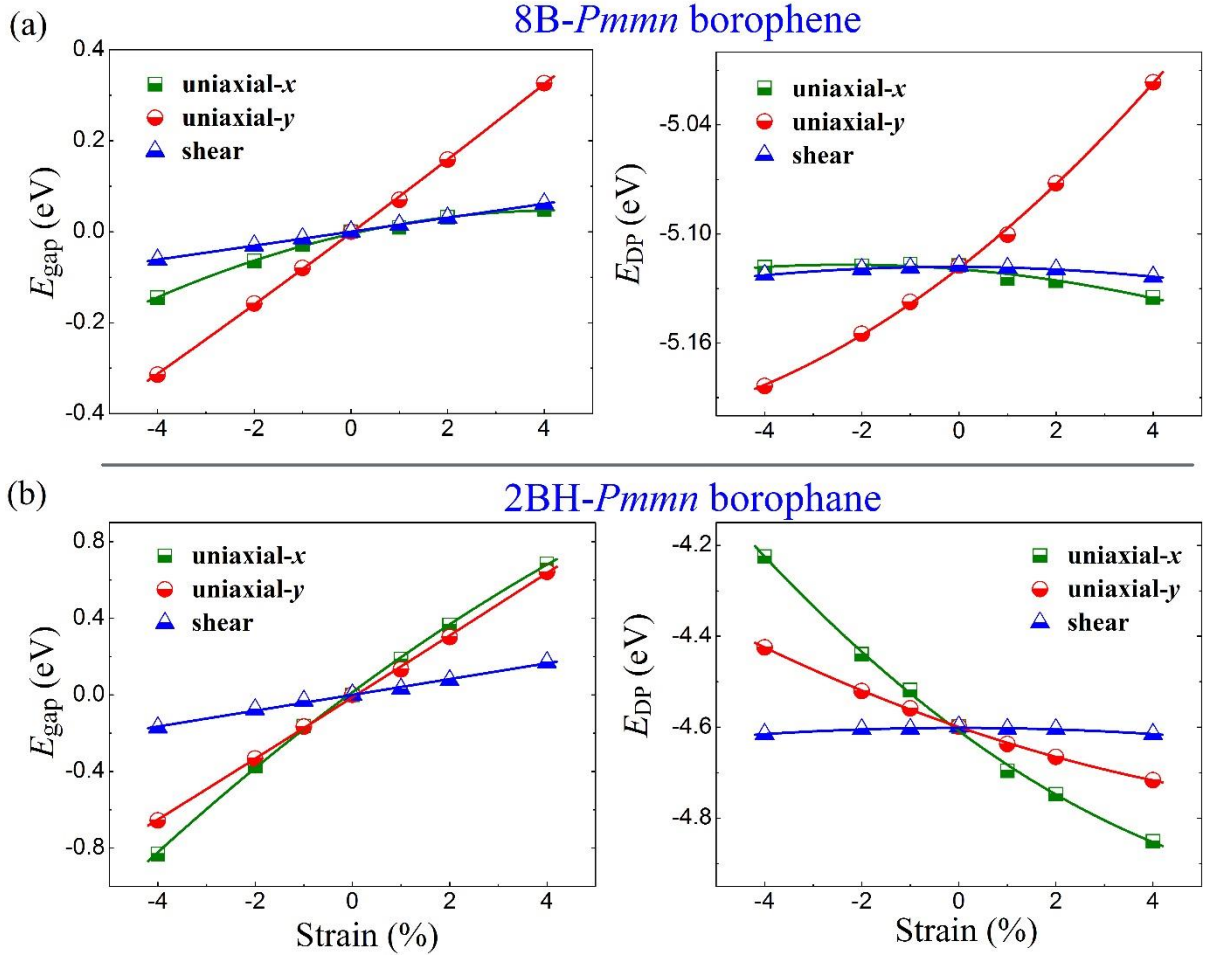 (a)
8B-Pmmn borophene
0.4
0.2
0.0
-0.2
-0.4
E_gap (eV)
uniaxial-x
uniaxial-y
shear
-4
-2
0
2
4
-5.04
-5.10
-5.16
E_DP (eV)
uniaxial-x
uniaxial-y
shear
-4
-2
0
2
4
(b)
2BH-Pmmn borophane
0.8
0.4
0.0
-0.4
-0.8
E_gap (eV)
uniaxial-x
uniaxial-y
shear
-4
-2
0
2
4
Strain (%)
-4.2
-4.4
-4.6
-4.8
E_DP (eV)
uniaxial-x
uniaxial-y
shear
-4
-2
0
2
4
Strain (%)